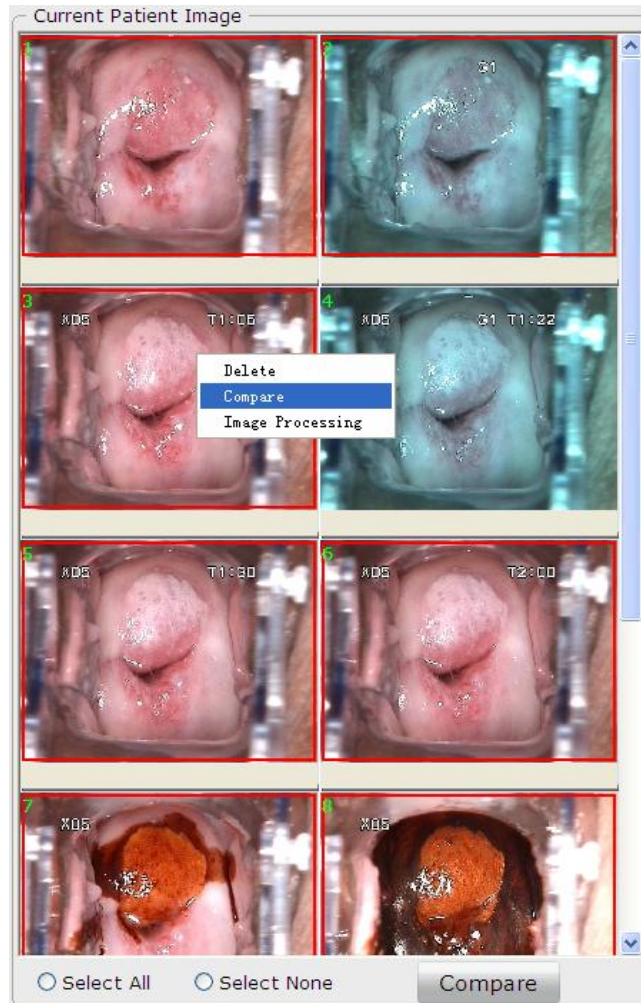 Current Patient Image
1
2
G1
3
X05
T1:06
4
X05
G1 T1:22
Delete
Compare
Image Processing
5
X05
T1:30
6
X05
T2:00
7
X05
8
X05
Select All
Select None
Compare